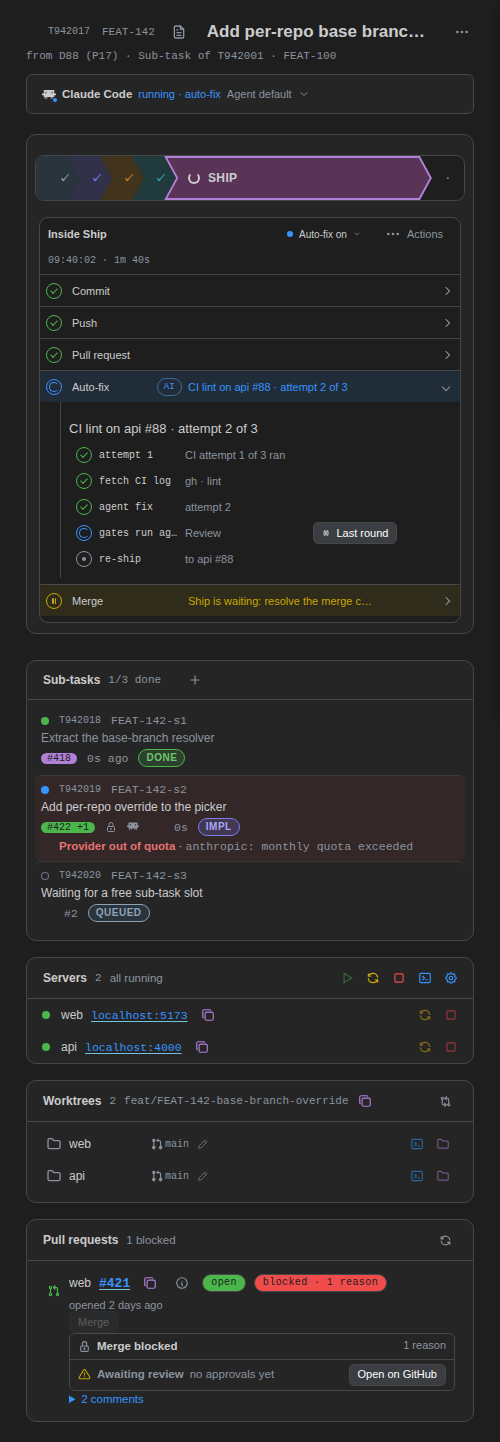 T942017 FEAT-142 Add per-repo base branc…
from D88 (P17) · Sub-task of T942001 · FEAT-100
Claude Code running · auto-fix Agent default
SHIP
Inside Ship Auto-fix on Actions
09:40:02 · 1m 40s
Commit
Push
Pull request
Auto-fix AI CI lint on api #88 · attempt 2 of 3
CI lint on api #88 · attempt 2 of 3
attempt 1 CI attempt 1 of 3 ran
fetch CI log gh · lint
agent fix attempt 2
gates run ag… Review Last round
re-ship to api #88
Merge Ship is waiting: resolve the merge c…
Sub-tasks 1/3 done
T942018 FEAT-142-s1
Extract the base-branch resolver
#418 0s ago DONE
T942019 FEAT-142-s2
Add per-repo override to the picker
#422 +1 0s IMPL
Provider out of quota · anthropic: monthly quota exceeded
T942020 FEAT-142-s3
Waiting for a free sub-task slot
#2 QUEUED
Servers 2 all running
web localhost:5173
api localhost:4000
Worktrees 2 feat/FEAT-142-base-branch-override
web main
api main
Pull requests 1 blocked
web #421 open blocked · 1 reason
opened 2 days ago
Merge
Merge blocked 1 reason
Awaiting review no approvals yet Open on GitHub
2 comments